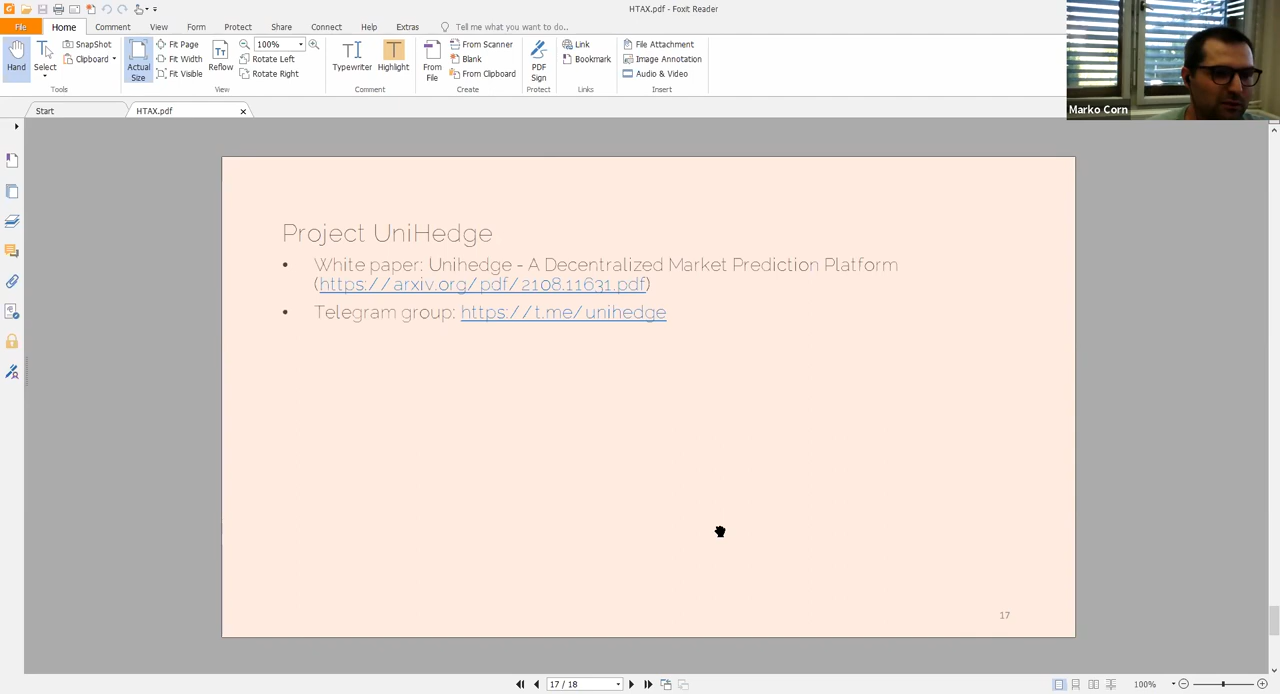 HTAX.pdf - Foxit Reader
File Home Comment View Form Protect Share Connect Help Extras Tell me what you want to do..
Hand
Select
SnapShot
Clipboard
Tools
Actual Size
Fit Page
Fit Width
Fit Visible
Reflow
100%
Rotate Left
Rotate Right
View
Typewriter
Highlight
Comment
From File
From Scanner
Blank
From Clipboard
Create
PDF Sign
Protect
Link
Bookmark
Links
File Attachment
Image Annotation
Audio & Video
Insert
Marko Corn
Start
HTAX.pdf
Project UniHedge
• White paper: Unihedge - A Decentralized Market Prediction Platform
(https://arxiv.org/pdf/2108.11631.pdf)
• Telegram group: https://t.me/unihedge
17
17 / 18
100%